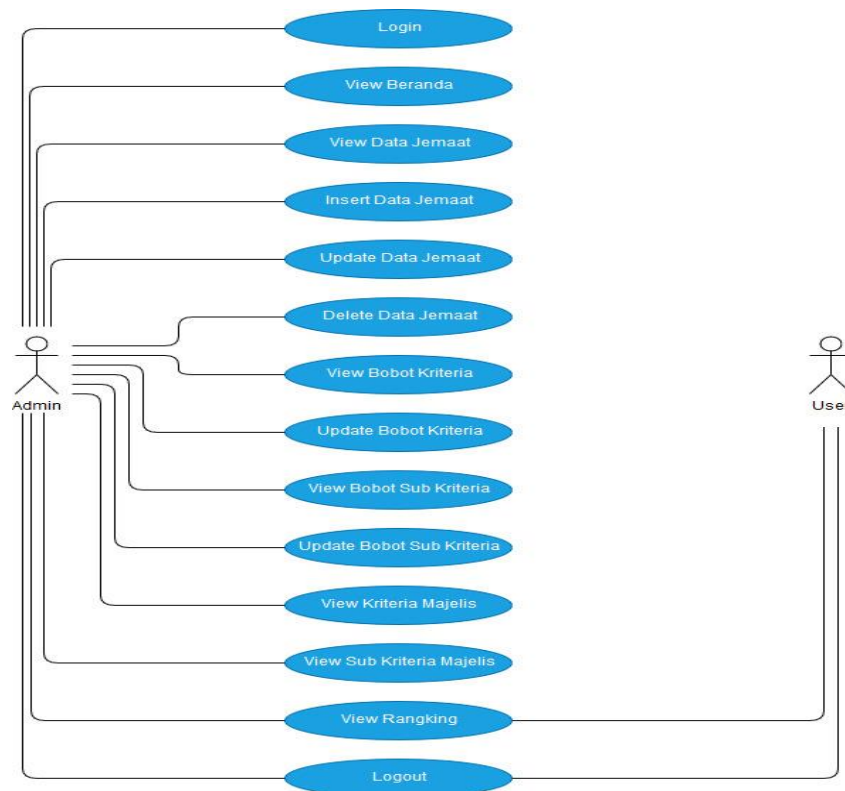 Login
View Beranda
View Data Jemaat
Insert Data Jemaat
Update Data Jemaat
Delete Data Jemaat
View Bobot Kriteria
Admin
User
Update Bobot Kriteria
View Bobot Sub Kriteria
Update Bobot Sub Kriteria
View Kriteria Majelis
View Sub Kriteria Majelis
View Rangking
Logout